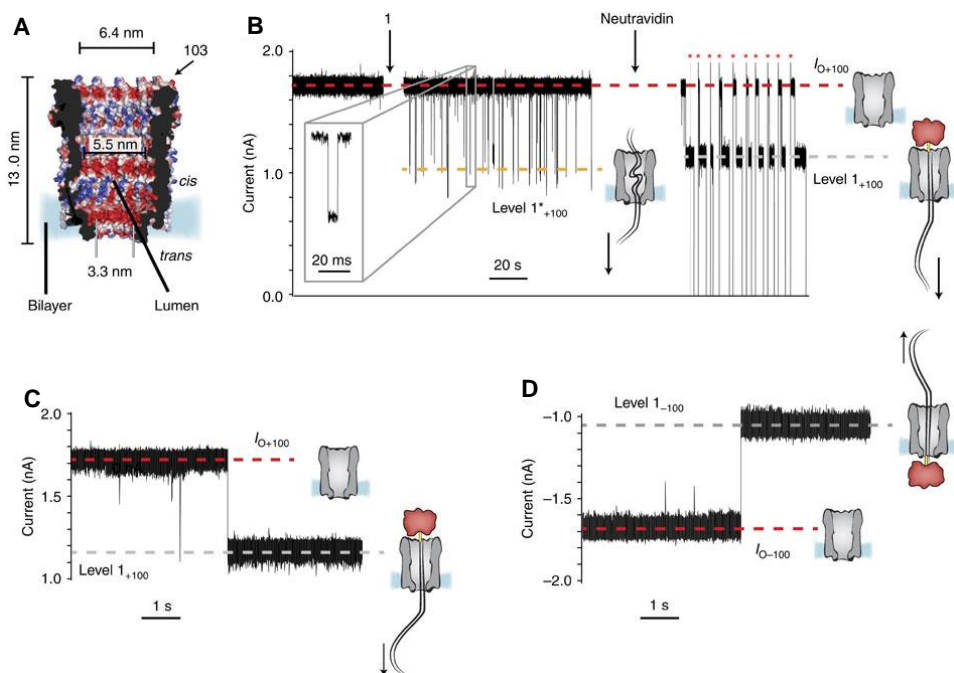 A
6.4 nm
103
13.0 nm
5.5 nm
cis
trans
3.3 nm
Bilayer
Lumen
B
1
Neutravidin
Current (nA)
2.0
1.0
0.0
* * * * * * * * *
I O+100
Level 1*+100
Level 1+100
20 ms
20 s
C
Current (nA)
2.0
1.5
1.0
I O+100
Level 1+100
1 s
D
Current (nA)
−1.0
−1.5
−2.0
Level 1−100
I O−100
1 s